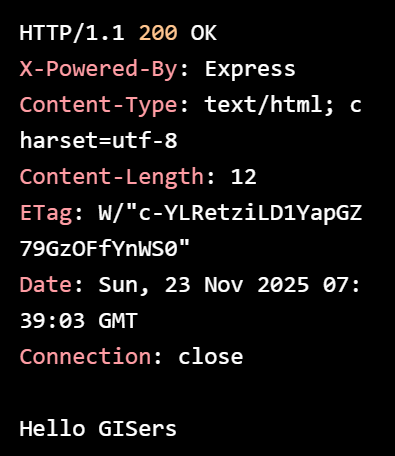 HTTP/1.1 200 OK
X-Powered-By: Express
Content-Type: text/html; c
harset=utf-8
Content-Length: 12
ETag: W/"c-YLRetziLD1YapGZ
79GzOFfYnWS0"
Date: Sun, 23 Nov 2025 07:
39:03 GMT
Connection: close

Hello GISers